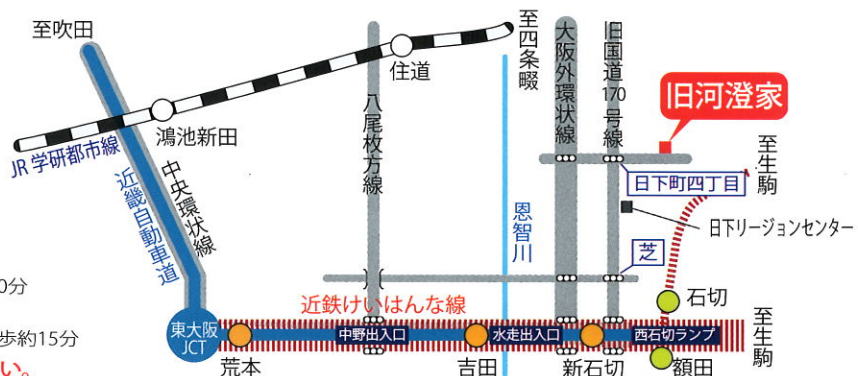 至吹田
至四条畷
大阪外環状線
旧国道170号線
住道
八尾枚方線
旧河澄家
鴻池新田
JR学研都市線
中央環状線
近畿自動車道
至生駒
日下町四丁目
恩智川
日下リージョンセンター
芝
0分
近鉄けいはんな線
石切
歩約15分
東大阪
JCT
中野出入口
水走出入口
西石切ランプ
至生駒
い。
荒本
吉田
新石切
額田